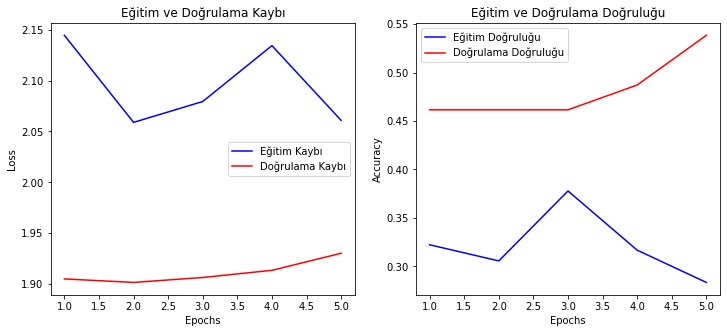 Eğitim ve Doğrulama Kaybı
2.15
2.10
2.05
2.00
1.95
1.90
Loss
Eğitim Kaybı
Doğrulama Kaybı
1.0 1.5 2.0 2.5 3.0 3.5 4.0 4.5 5.0
Epochs
Eğitim ve Doğrulama Doğruluğu
0.55
0.50
0.45
0.40
0.35
0.30
Accuracy
Eğitim Doğruluğu
Doğrulama Doğruluğu
1.0 1.5 2.0 2.5 3.0 3.5 4.0 4.5 5.0
Epochs